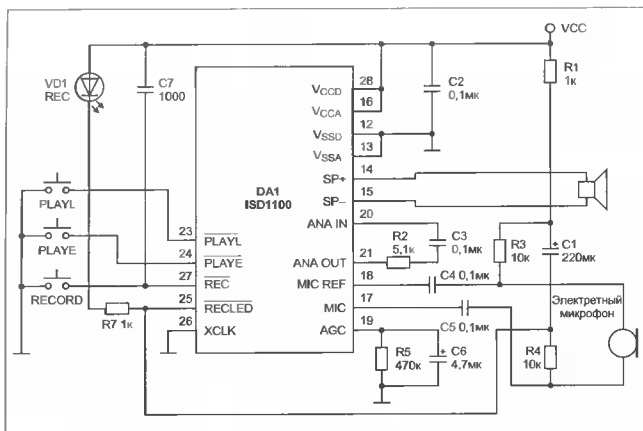 VCC
VD1
REC
C7
1000
28
VCCD
16
VCCA
12
VSSD
13
VSSA
14
SP+
15
SP–
20
ANA IN
21
ANA OUT
18
MIC REF
17
MIC
19
AGC
DA1
ISD1100
C2
0,1мк
R1
1к
R2
5,1к
C3
0,1мк
R3
10к
C1
220мк
+
C4 0,1мк
C5 0,1мк
Электретный
микрофон
R4
10к
R5
470к
+
C6
4,7мк
PLAYL
PLAYE
RECORD
23
PLAYL
24
PLAYE
27
REC
25
RECLED
26
XCLK
R7 1к